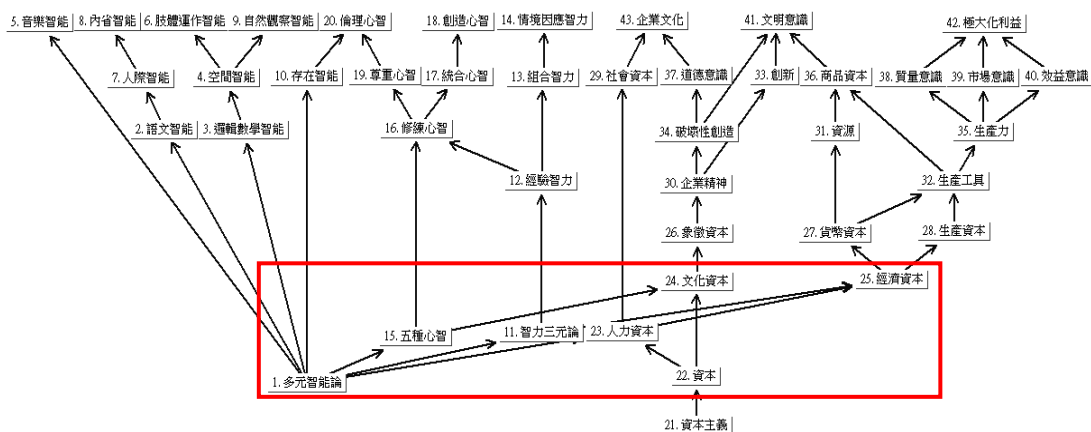 5. 音樂智能
8. 內省智能
6. 肢體運作智能
9. 自然觀察智能
20. 倫理心智
18. 創造心智
14. 情境因應智力
43. 企業文化
41. 文明意識
42. 極大化利益
7. 人際智能
4. 空間智能
10. 存在智能
19. 尊重心智
17. 統合心智
13. 組合智力
29. 社會資本
37. 道德意識
33. 創新
36. 商品資本
38. 質量意識
39. 市場意識
40. 效益意識
2. 語文智能
3. 邏輯數學智能
16. 修練心智
34. 破壞性創造
31. 資源
35. 生產力
12. 經驗智力
30. 企業精神
32. 生產工具
26. 象徵資本
27. 貨幣資本
28. 生產資本
24. 文化資本
25. 經濟資本
15. 五種心智
11. 智力三元論
23. 人力資本
1. 多元智能論
22. 資本
21. 資本主義